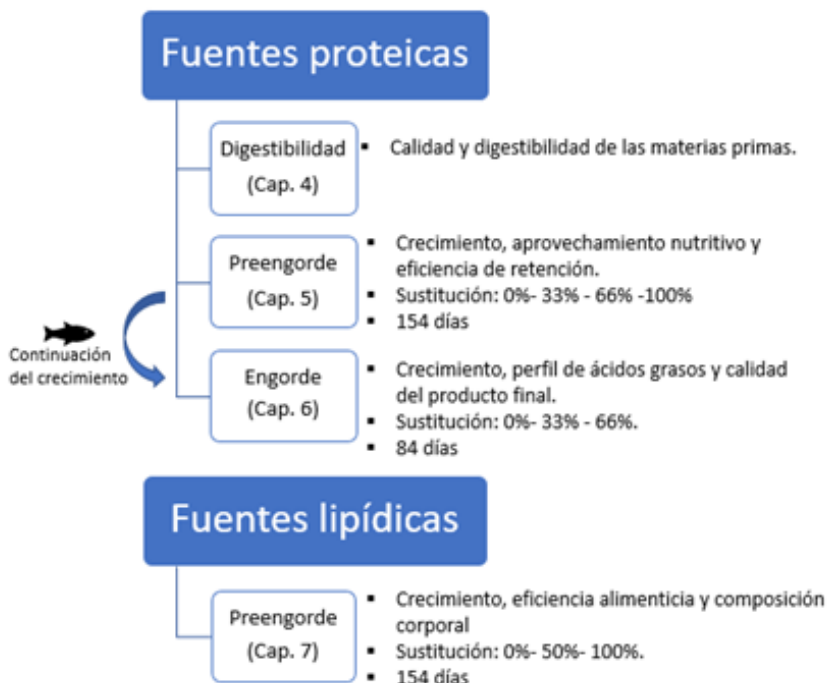 Fuentes proteicas
Digestibilidad
(Cap. 4)
▪ Calidad y digestibilidad de las materias primas.
Preengorde
(Cap. 5)
▪ Crecimiento, aprovechamiento nutritivo y
eficiencia de retención.
▪ Sustitución: 0%- 33% - 66% -100%
▪ 154 días
Continuación
del crecimiento
Engorde
(Cap. 6)
▪ Crecimiento, perfil de ácidos grasos y calidad
del producto final.
▪ Sustitución: 0%- 33% - 66%.
▪ 84 días
Fuentes lipídicas
Preengorde
(Cap. 7)
▪ Crecimiento, eficiencia alimenticia y composición
corporal
▪ Sustitución: 0%- 50%- 100%.
▪ 154 días